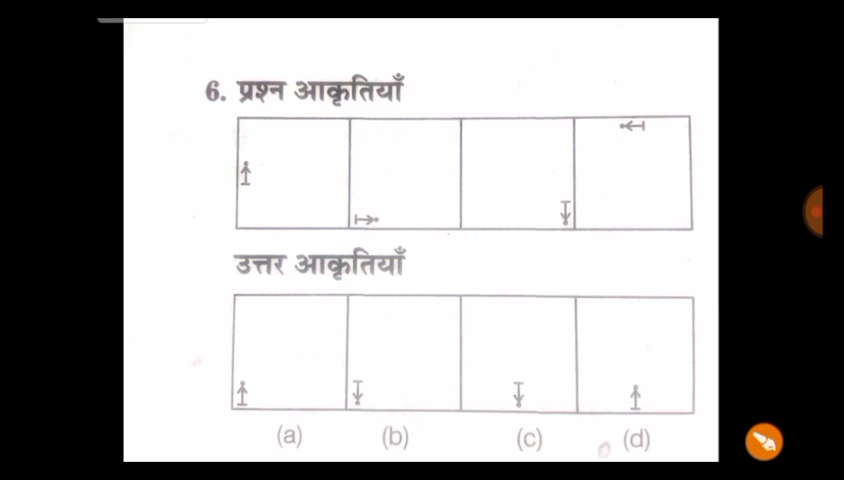 6. प्रश्न आकृतियाँ
उत्तर आकृतियाँ
(a) (b) (c) (d)